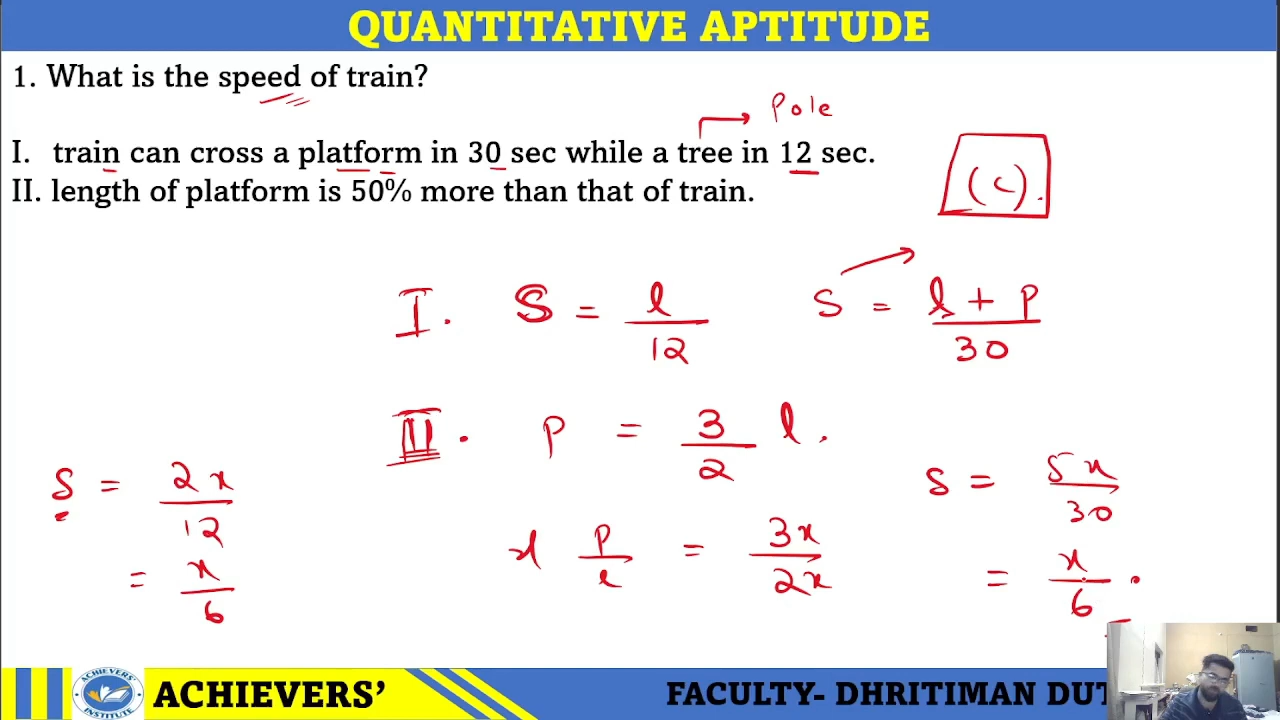 QUANTITATIVE APTITUDE
1. What is the speed of train?
Pole
I. train can cross a platform in 30 sec while a tree in 12 sec.
II. length of platform is 50% more than that of train.
(C).
I. S = l/12
S = l + p/30
II. p = 3/2 l.
S = 2x/12
= x/6
p/l = 3x/2x
S = 5x/30
= x/6
ACHIEVERS'
INSTITUTE
ACHIEVERS’
FACULTY- DHRITIMAN DUT